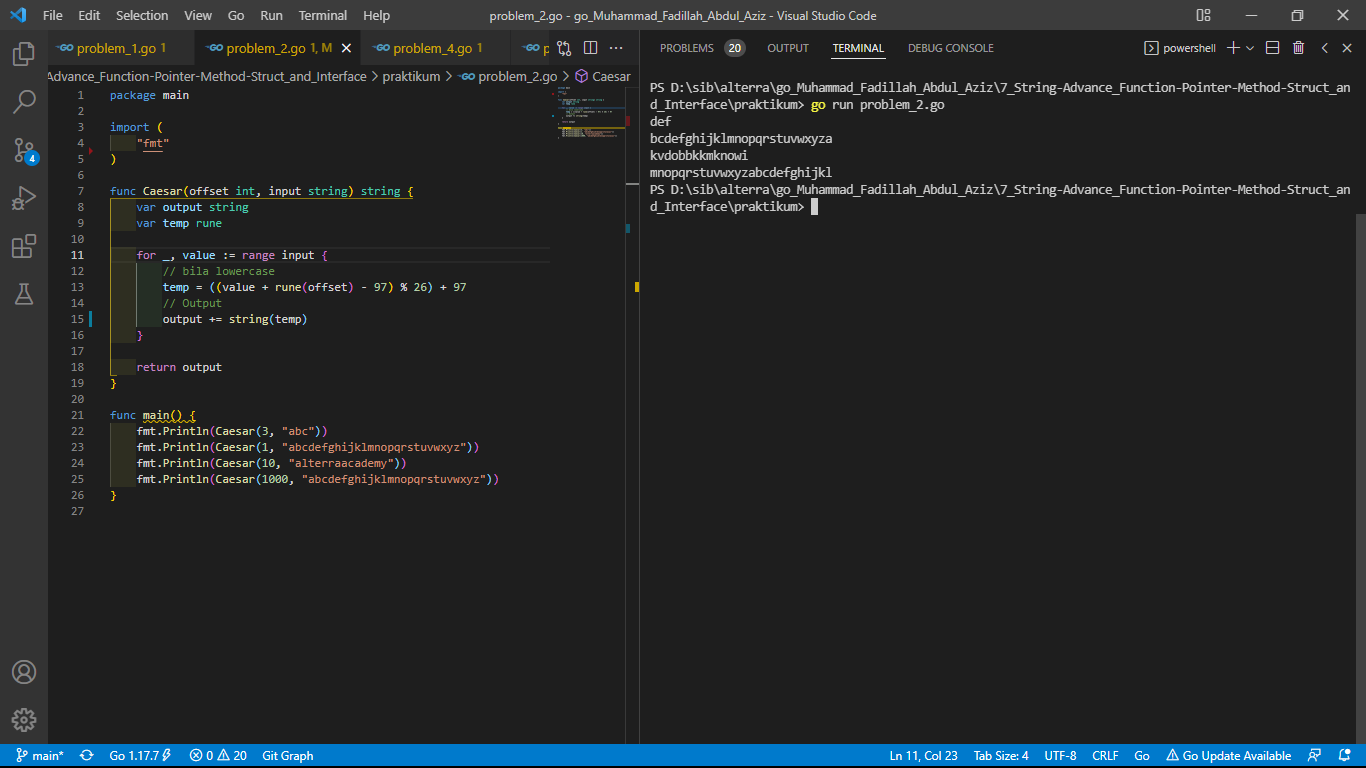 File Edit Selection View Go Run Terminal Help problem_2.go - go_Muhammad_Fadillah_Abdul_Aziz - Visual Studio Code
problem_1.go 1 problem_2.go 1, M problem_4.go 1 p
Advance_Function-Pointer-Method-Struct_and_Interface > praktikum > problem_2.go > Caesar
1 package main
2
3 import (
4     "fmt"
5 )
6
7 func Caesar(offset int, input string) string {
8     var output string
9     var temp rune
10
11     for _, value := range input {
12         // bila lowercase
13         temp = ((value + rune(offset) - 97) % 26) + 97
14         // Output
15         output += string(temp)
16     }
17
18     return output
19 }
20
21 func main() {
22     fmt.Println(Caesar(3, "abc"))
23     fmt.Println(Caesar(1, "abcdefghijklmnopqrstuvwxyz"))
24     fmt.Println(Caesar(10, "alterraacademy"))
25     fmt.Println(Caesar(1000, "abcdefghijklmnopqrstuvwxyz"))
26 }
27
PROBLEMS 20 OUTPUT TERMINAL DEBUG CONSOLE powershell
PS D:\sib\alterra\go_Muhammad_Fadillah_Abdul_Aziz\7_String-Advance_Function-Pointer-Method-Struct_an
d_Interface\praktikum> go run problem_2.go
def
bcdefghijklmnopqrstuvwxyza
kvdobbkkmknowi
mnopqrstuvwxyzabcdefghijkl
PS D:\sib\alterra\go_Muhammad_Fadillah_Abdul_Aziz\7_String-Advance_Function-Pointer-Method-Struct_an
d_Interface\praktikum>
4
main* Go 1.17.7 0 20 Git Graph Ln 11, Col 23 Tab Size: 4 UTF-8 CRLF Go Go Update Available